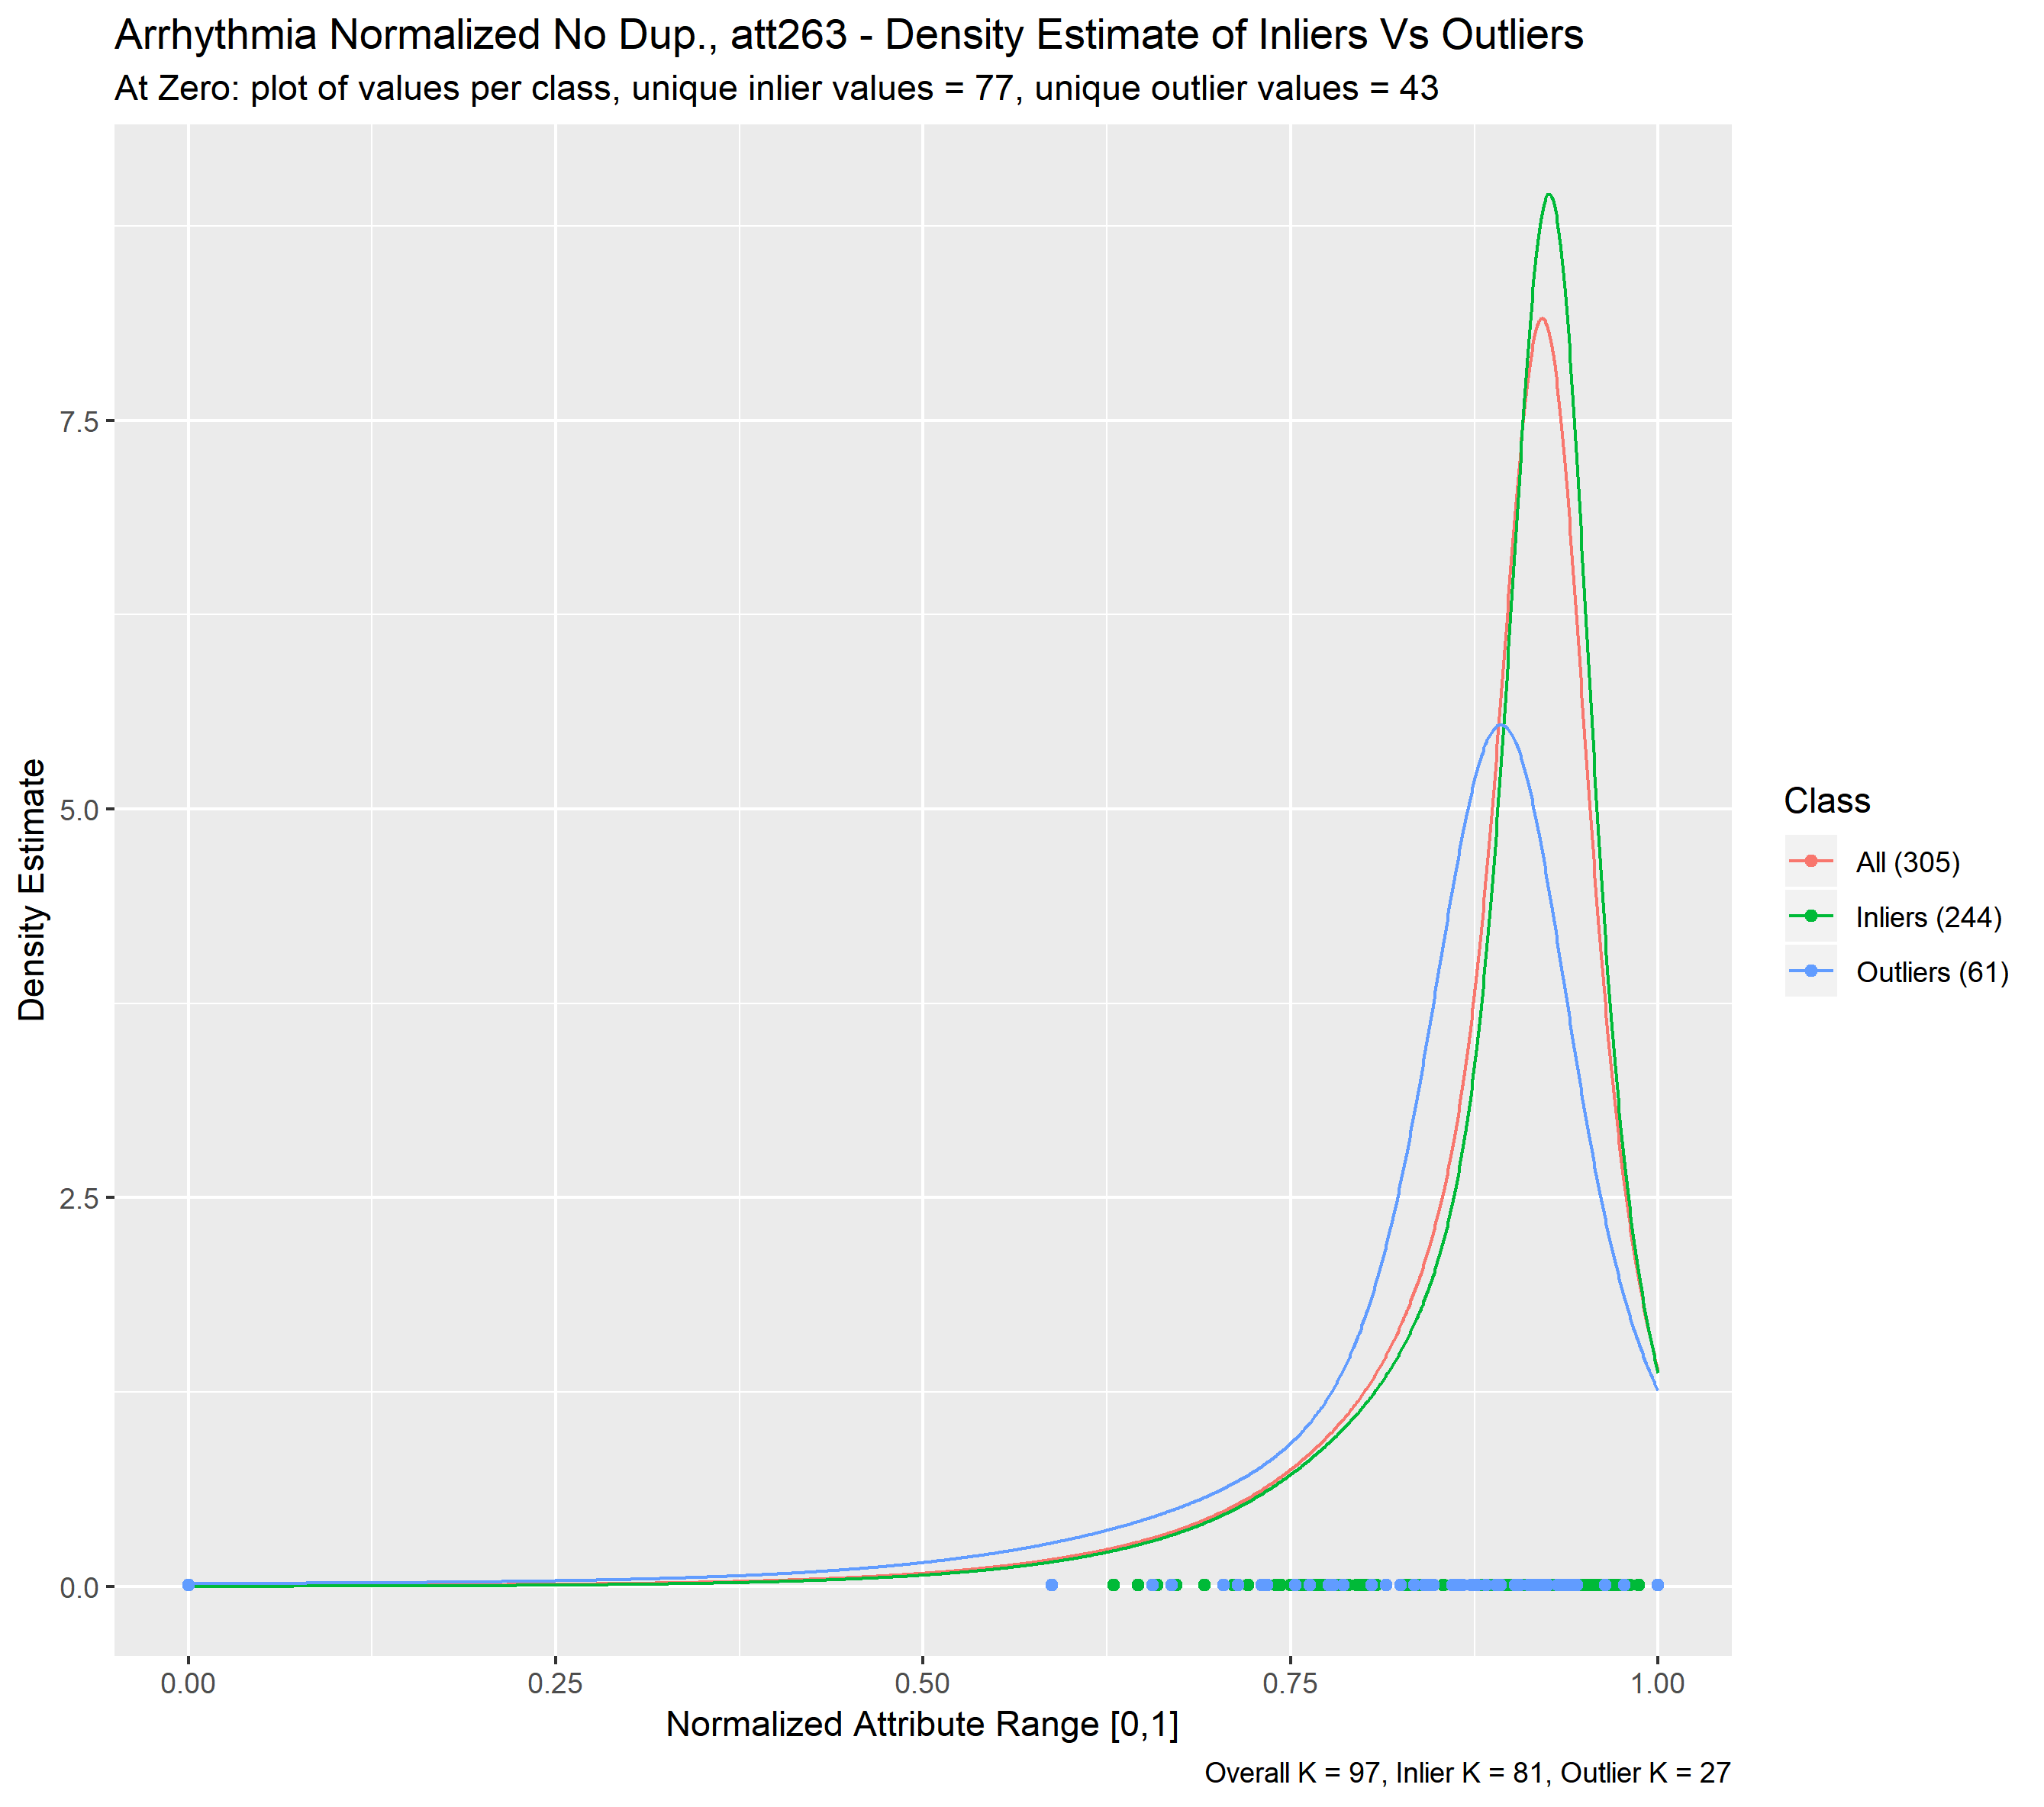 Arrhythmia Normalized No Dup., att263 - Density Estimate of Inliers Vs Outliers
At Zero: plot of values per class, unique inlier values = 77, unique outlier values = 43
Density Estimate
7.5
5.0
2.5
0.0
0.00
0.25
0.50
0.75
1.00
Normalized Attribute Range [0,1]
Class
All (305)
Inliers (244)
Outliers (61)
Overall K = 97, Inlier K = 81, Outlier K = 27